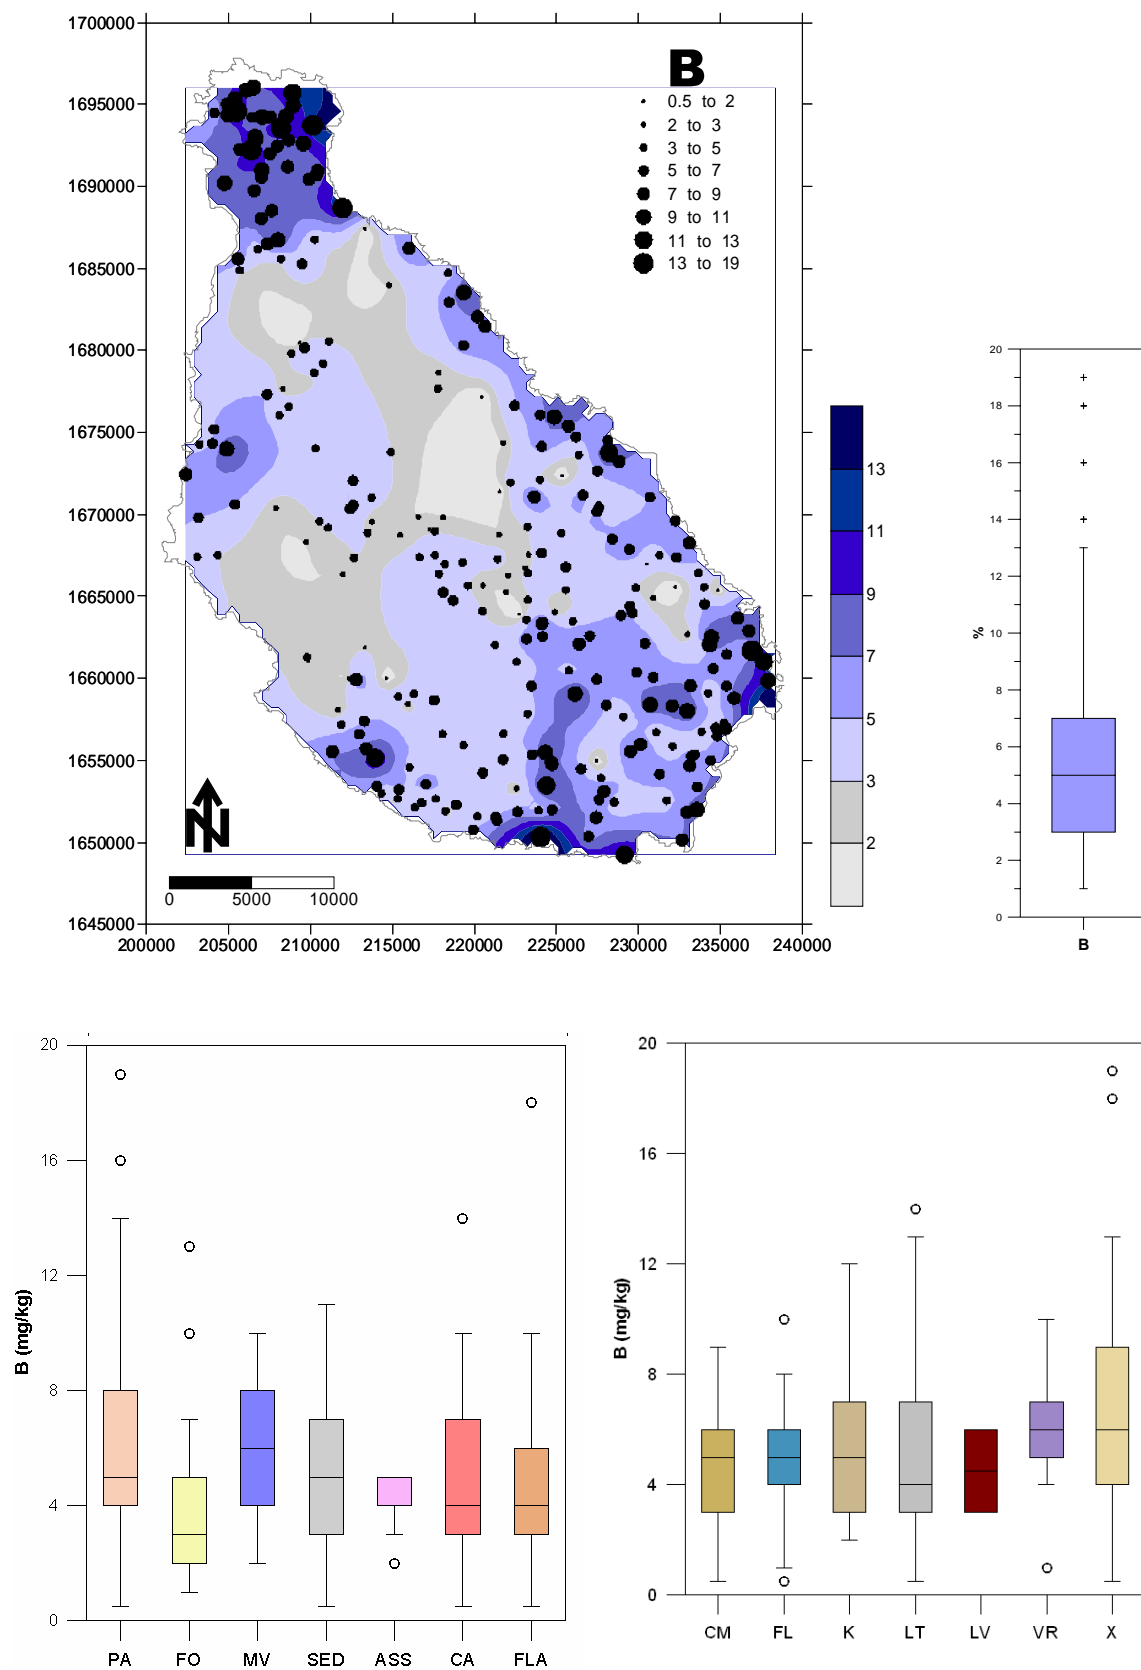 1700000
1695000
1690000
1685000
1680000
1675000
1670000
1665000
1660000
1655000
1650000
1645000
200000 205000 210000 215000 220000 225000 230000 235000 240000
B
0.5 to 2
2 to 3
3 to 5
5 to 7
7 to 9
9 to 11
11 to 13
13 to 19
N
0 5000 10000
13
11
9
7
5
3
2
20
18
16
14
12
10
8
6
4
2
0
%
B
20
16
12
8
4
0
B (mg/kg)
PA FO MV SED ASS CA FLA
20
16
12
8
4
0
B (mg/kg)
CM FL K LT LV VR X